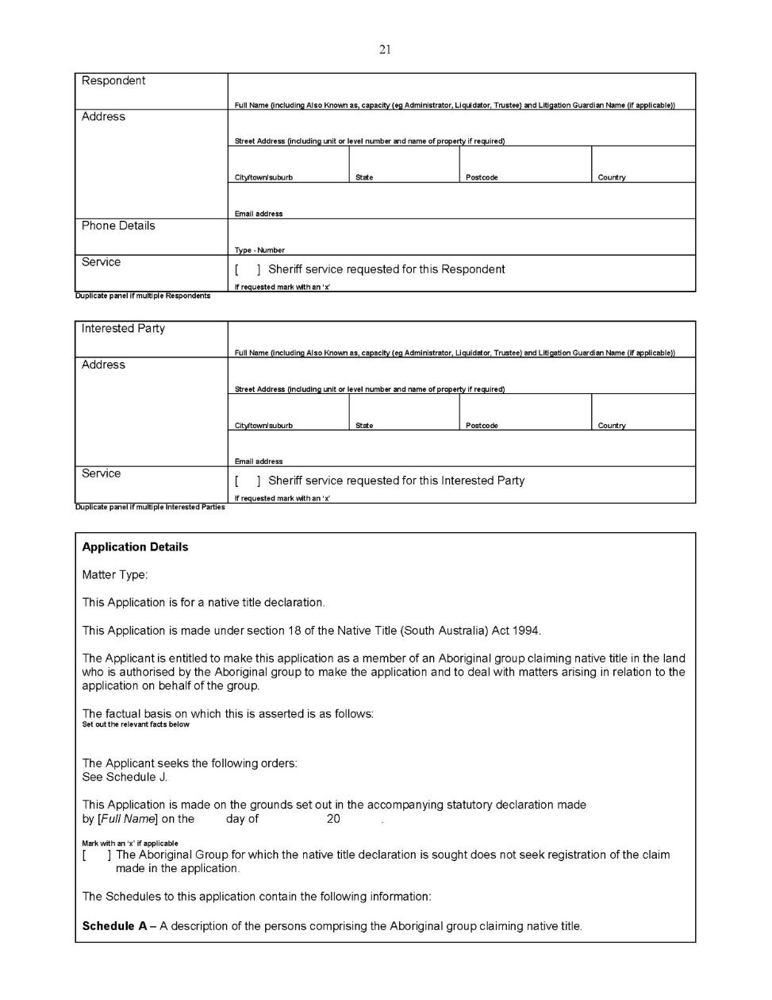 21
Respondent
Full Name (including Also Known as, capacity (eg Administrator, Liquidator, Trustee) and Litigation Guardian Name (if applicable))
Address
Street Address (including unit or level number and name of property if required)
City/town/suburb State Postcode Country
Email address
Phone Details
Type - Number
Service
[ ] Sheriff service requested for this Respondent
If requested mark with an ‘x’
Duplicate panel if multiple Respondents
Interested Party
Full Name (including Also Known as, capacity (eg Administrator, Liquidator, Trustee) and Litigation Guardian Name (if applicable))
Address
Street Address (including unit or level number and name of property if required)
City/town/suburb State Postcode Country
Email address
Service
[ ] Sheriff service requested for this Interested Party
If requested mark with an ‘x’
Duplicate panel if multiple Interested Parties
Application Details
Matter Type:
This Application is for a native title declaration.
This Application is made under section 18 of the Native Title (South Australia) Act 1994.
The Applicant is entitled to make this application as a member of an Aboriginal group claiming native title in the land
who is authorised by the Aboriginal group to make the application and to deal with matters arising in relation to the
application on behalf of the group.
The factual basis on which this is asserted is as follows:
Set out the relevant facts below
The Applicant seeks the following orders:
See Schedule J.
This Application is made on the grounds set out in the accompanying statutory declaration made
by [Full Name] on the day of 20 .
Mark with an ‘x’ if applicable
[ ] The Aboriginal Group for which the native title declaration is sought does not seek registration of the claim
made in the application.
The Schedules to this application contain the following information:
Schedule A – A description of the persons comprising the Aboriginal group claiming native title.